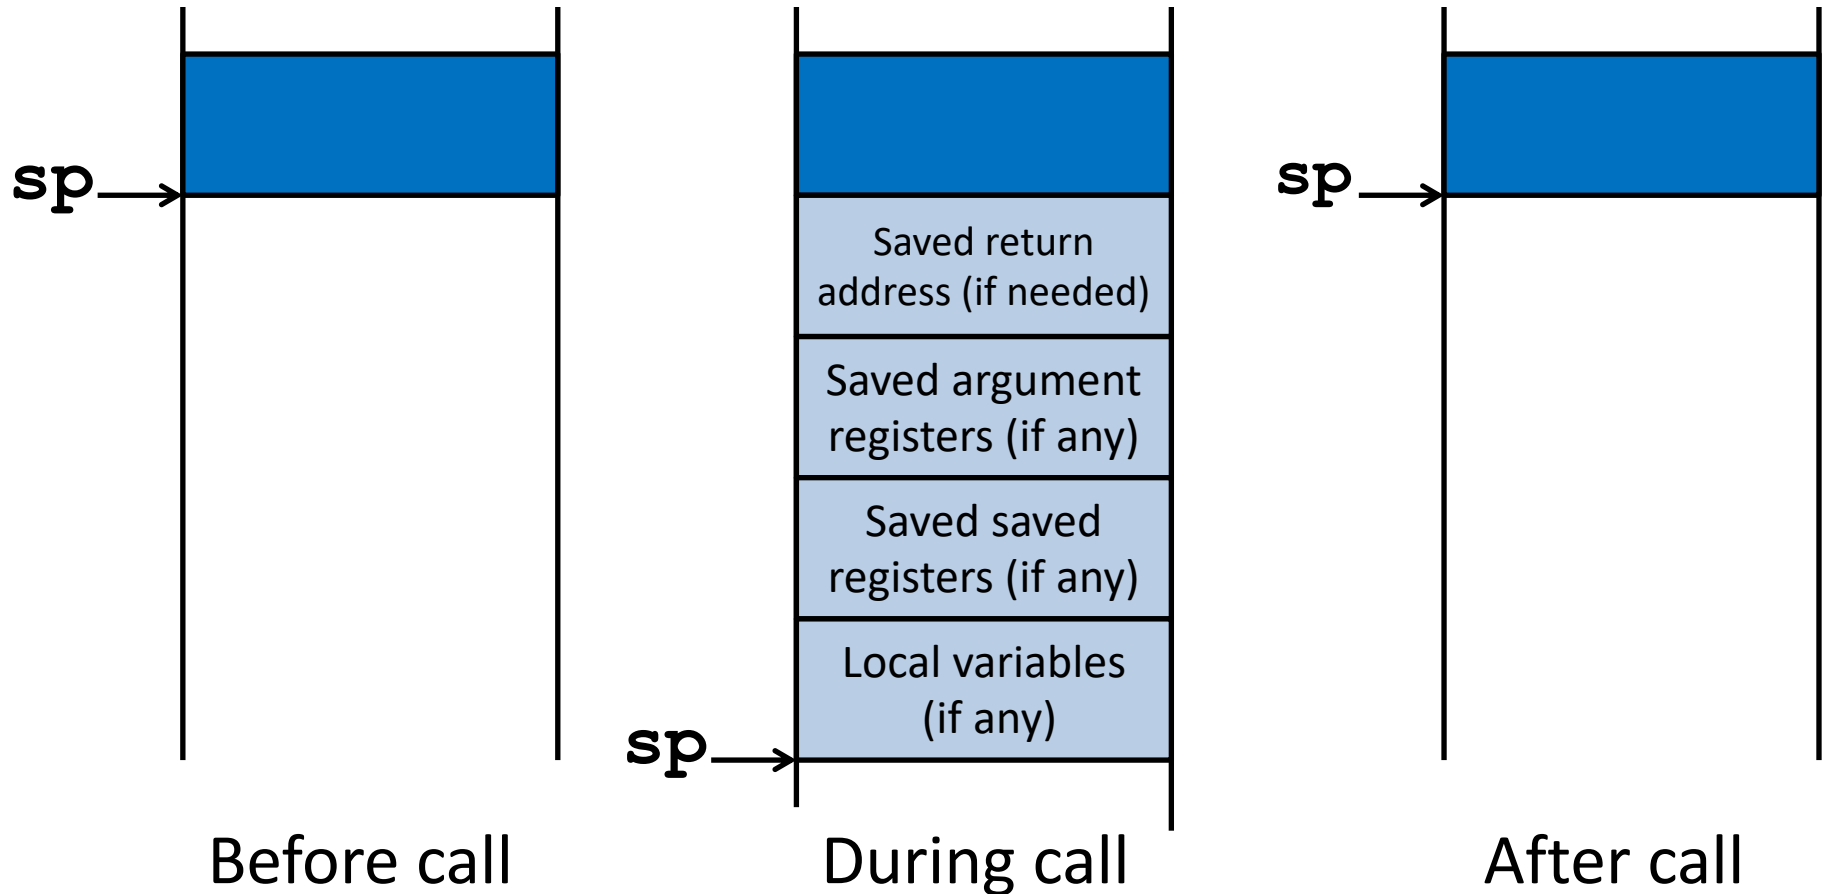 sp
Before call
Saved return
address (if needed)
Saved argument
registers (if any)
Saved saved
registers (if any)
Local variables
(if any)
sp
During call
sp
After call